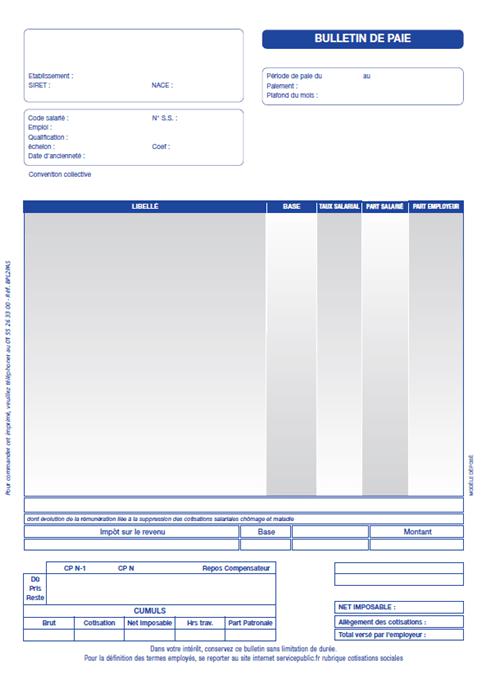 BULLETIN DE PAIE
Etablissement :
SIRET : NACE :
Période de paie du au
Paiement :
Plafond du mois :
Code salarié : N° S.S. :
Emploi :
Qualification :
échelon : Coef :
Date d'ancienneté :
Convention collective
LIBELLÉ BASE TAUX SALARIAL PART SALARIÉ PART EMPLOYEUR
Pour commander cet imprimé, veuillez téléphoner au 01 55 26 33 00 - Réf. BPL2MS
MODÈLE DÉPOSÉ
dont évolution de la rémunération liée à la suppression des cotisations salariales chômage et maladie
Impôt sur le revenu Base Montant
CP N-1 CP N Repos Compensateur
Dû
Pris
Reste
CUMULS
Brut Cotisation Net Imposable Hrs trav. Part Patronale
NET IMPOSABLE :
Allègement des cotisations :
Total versé par l'employeur :
Dans votre intérêt, conservez ce bulletin sans limitation de durée.
Pour la définition des termes employés, se reporter au site internet servicepublic.fr rubrique cotisations sociales